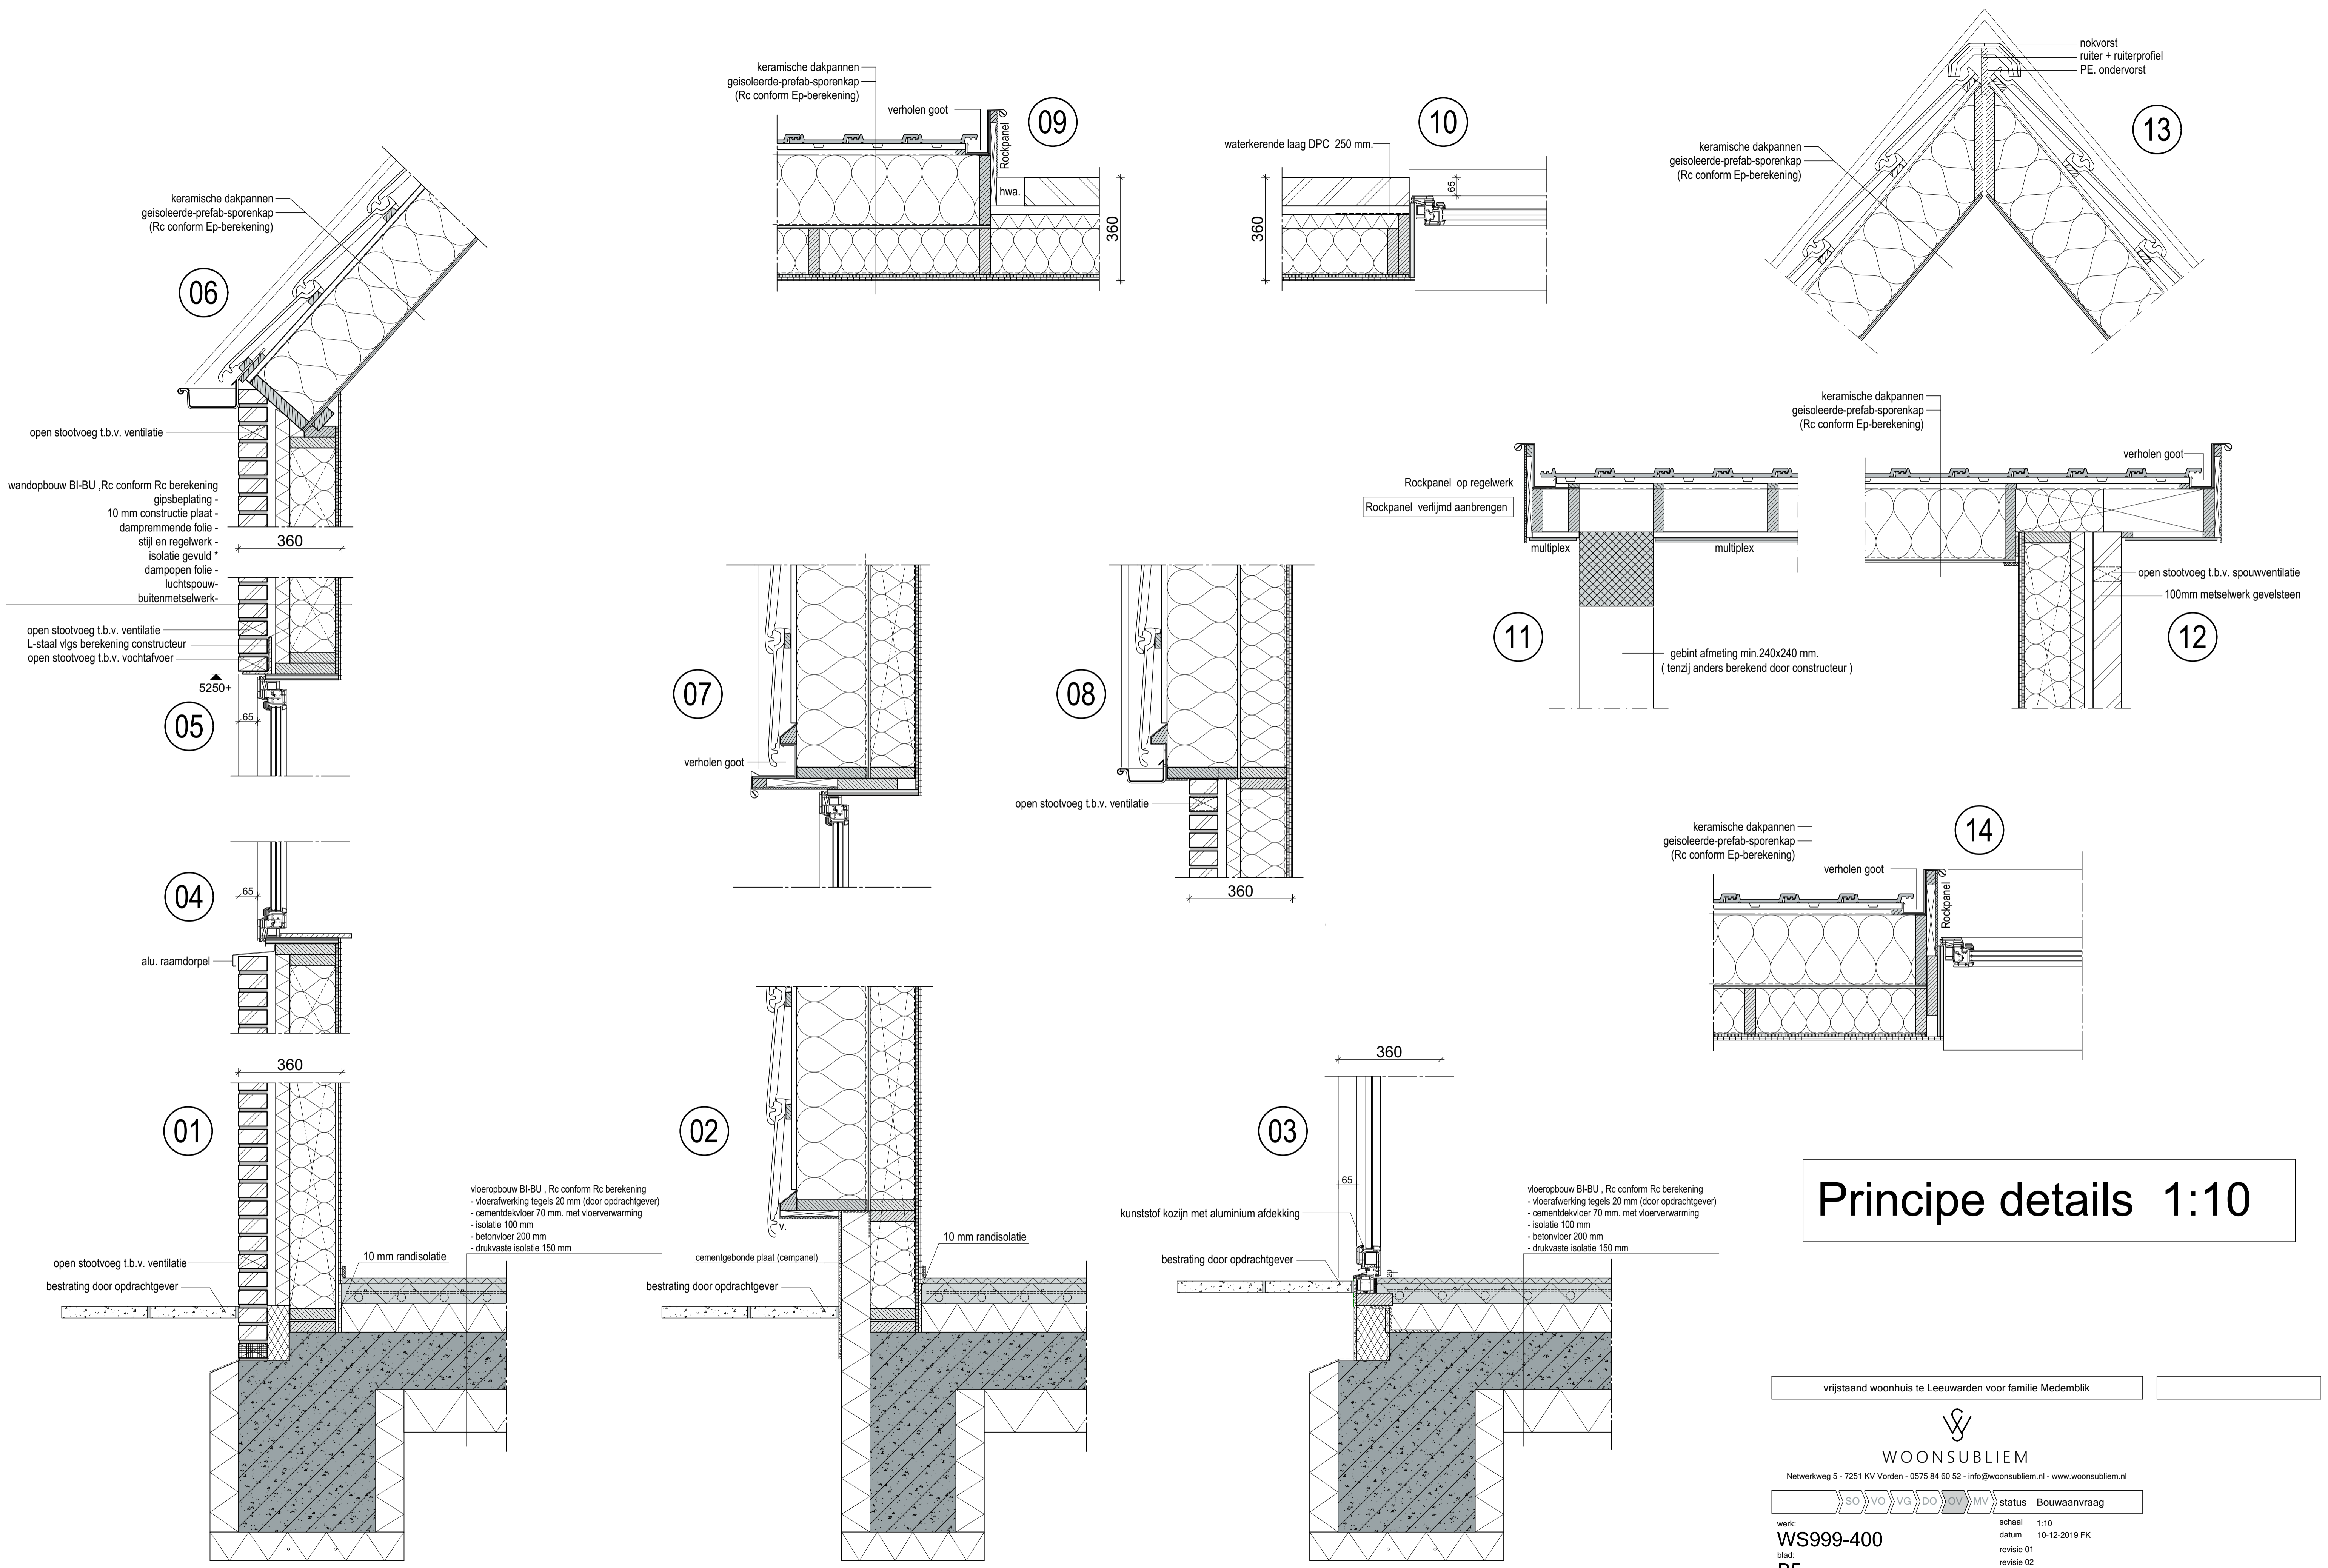 keramische dakpannen
geisoleerde-prefab-sporenkap
(Rc conform Ep-berekening)
verholen goot
Rockpanel
09
hwa.
360
10
waterkerende laag DPC 250 mm.
65
360
nokvorst
ruiter + ruiterprofiel
PE. ondervorst
13
keramische dakpannen
geisoleerde-prefab-sporenkap
(Rc conform Ep-berekening)
keramische dakpannen
geisoleerde-prefab-sporenkap
(Rc conform Ep-berekening)
06
open stootvoeg t.b.v. ventilatie
wandopbouw BI-BU ,Rc conform Rc berekening
gipsbeplating -
10 mm constructie plaat -
dampremmende folie -
stijl en regelwerk -
isolatie gevuld *
dampopen folie -
luchtspouw-
buitenmetselwerk-
360
open stootvoeg t.b.v. ventilatie
L-staal vlgs berekening constructeur
open stootvoeg t.b.v. vochtafvoer
5250+
65
05
07
verholen goot
08
open stootvoeg t.b.v. ventilatie
360
keramische dakpannen
geisoleerde-prefab-sporenkap
(Rc conform Ep-berekening)
verholen goot
Rockpanel op regelwerk
Rockpanel verlijmd aanbrengen
multiplex
multiplex
open stootvoeg t.b.v. spouwventilatie
100mm metselwerk gevelsteen
11
12
gebint afmeting min.240x240 mm.
( tenzij anders berekend door constructeur )
04
65
alu. raamdorpel
14
keramische dakpannen
geisoleerde-prefab-sporenkap
(Rc conform Ep-berekening)
verholen goot
Rockpanel
360
01
vloeropbouw BI-BU , Rc conform Rc berekening
- vloerafwerking tegels 20 mm (door opdrachtgever)
- cementdekvloer 70 mm. met vloerverwarming
- isolatie 100 mm
- betonvloer 200 mm
- drukvaste isolatie 150 mm
10 mm randisolatie
open stootvoeg t.b.v. ventilatie
bestrating door opdrachtgever
02
v.
cementgebonde plaat (cempanel)
bestrating door opdrachtgever
10 mm randisolatie
360
03
65
kunststof kozijn met aluminium afdekking
bestrating door opdrachtgever
20
vloeropbouw BI-BU , Rc conform Rc berekening
- vloerafwerking tegels 20 mm (door opdrachtgever)
- cementdekvloer 70 mm. met vloerverwarming
- isolatie 100 mm
- betonvloer 200 mm
- drukvaste isolatie 150 mm
Principe details 1:10
vrijstaand woonhuis te Leeuwarden voor familie Medemblik
WOONSUBLIEM
Netwerkweg 5 - 7251 KV Vorden - 0575 84 60 52 - info@woonsubliem.nl - www.woonsubliem.nl
SO VO VG DO OV MV status Bouwaanvraag
werk:
WS999-400
blad:
schaal 1:10
datum 10-12-2019 FK
revisie 01
revisie 02